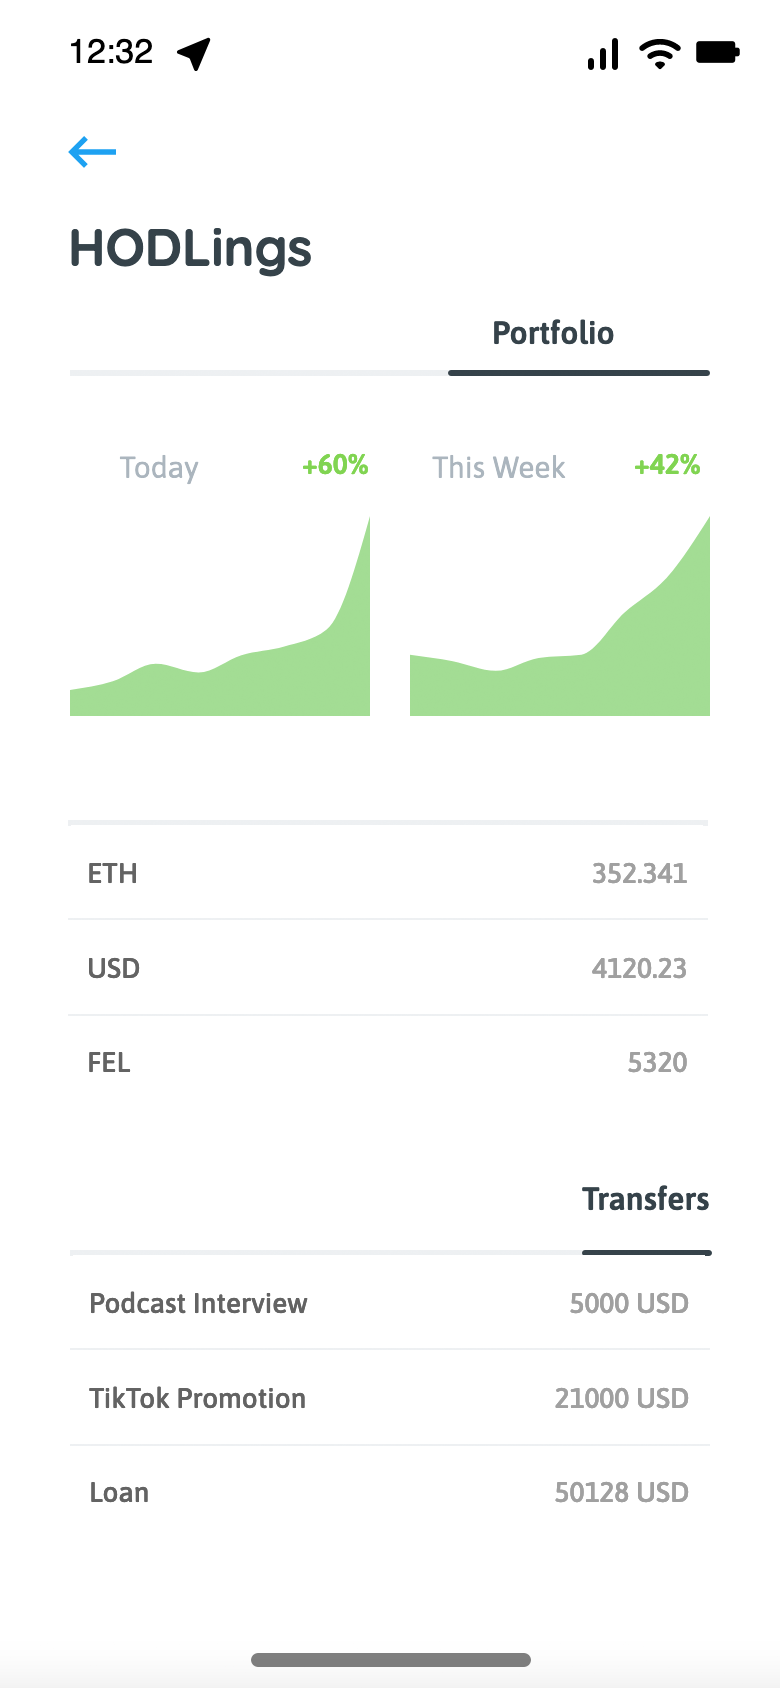 12:32
HODLings
Portfolio
Today +60% This Week +42%
ETH 352.341
USD 4120.23
FEL 5320
Transfers
Podcast Interview 5000 USD
TikTok Promotion 21000 USD
Loan 50128 USD